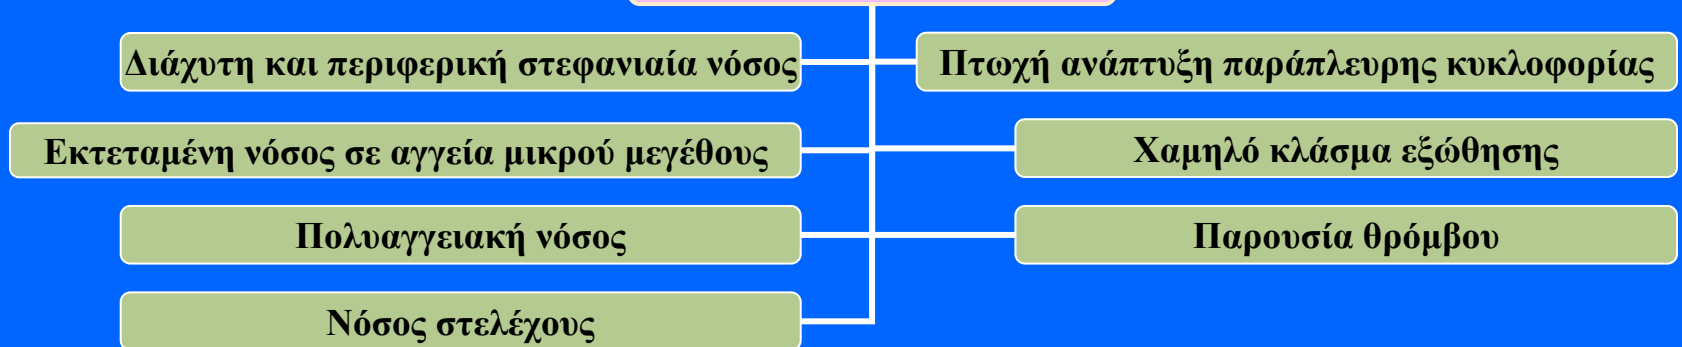 Διάχυτη και περιφερική στεφανιαία νόσος
Πτωχή ανάπτυξη παράπλευρης κυκλοφορίας
Εκτεταμένη νόσος σε αγγεία μικρού μεγέθους
Χαμηλό κλάσμα εξώθησης
Πολυαγγειακή νόσος
Παρουσία θρόμβου
Νόσος στελέχους